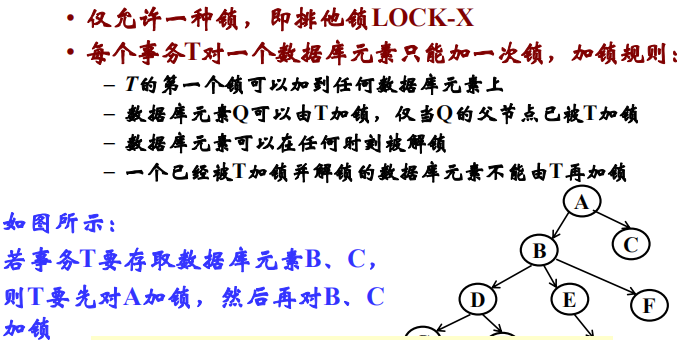 • 仅允许一种锁，即排他锁LOCK-X
• 每个事务T对一个数据库元素只能加一次锁，加锁规则：
– T的第一个锁可以加到任何数据库元素上
– 数据库元素Q可以由T加锁，仅当Q的父节点已被T加锁
– 数据库元素可以在任何时刻被解锁
– 一个已经被T加锁并解锁的数据库元素不能由T再加锁
如图所示：
若事务T要存取数据库元素B、C，
则T要先对A加锁，然后再对B、C
加锁
A
B
C
D
E
F